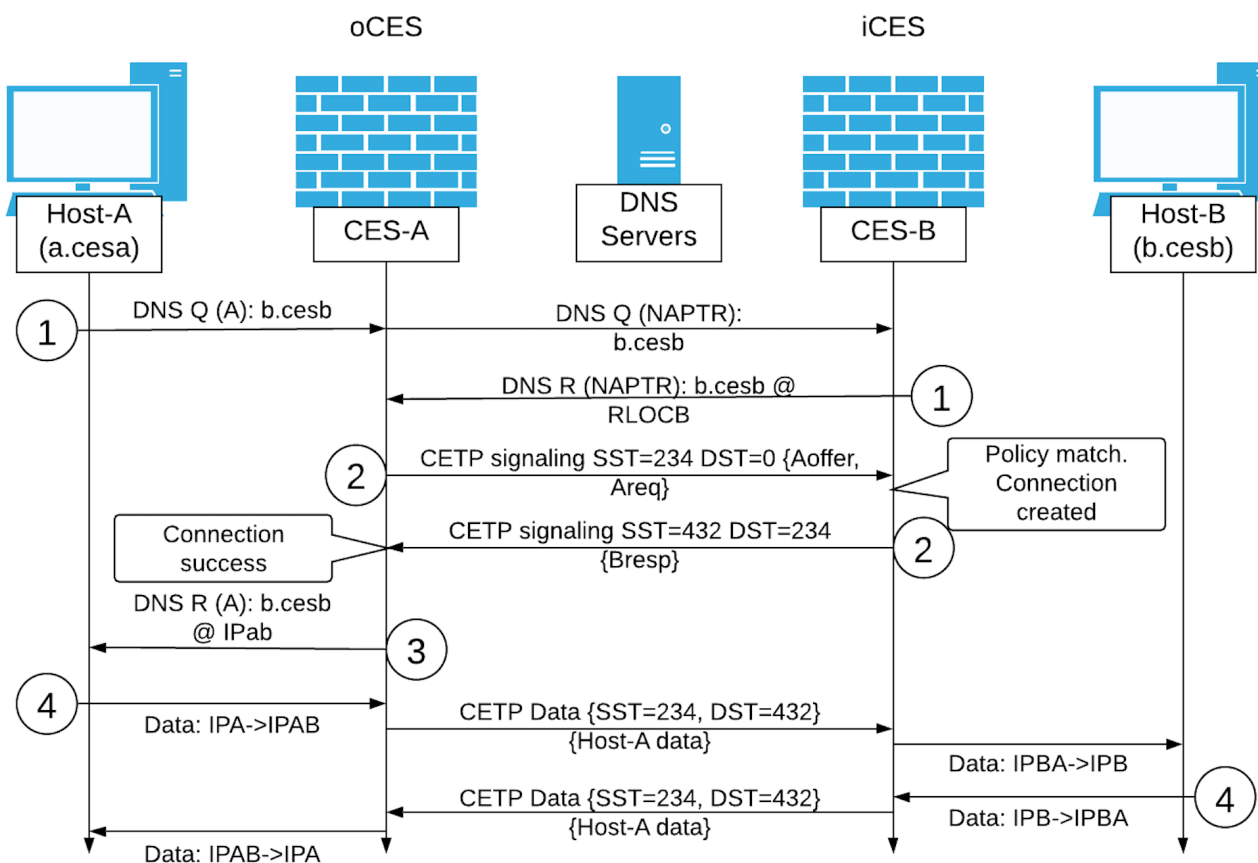 oCES
iCES
Host-A
(a.cesa)
CES-A
DNS
Servers
CES-B
Host-B
(b.cesb)
1
DNS Q (A): b.cesb
DNS Q (NAPTR):
b.cesb
DNS R (NAPTR): b.cesb @
RLOCB
1
2
CETP signaling SST=234 DST=0 {Aoffer,
Areq}
Policy match.
Connection
created
Connection
success
CETP signaling SST=432 DST=234
{Bresp}
2
DNS R (A): b.cesb
@ IPab
3
4
Data: IPA->IPAB
CETP Data {SST=234, DST=432}
{Host-A data}
Data: IPBA->IPB
CETP Data {SST=234, DST=432}
{Host-A data}
Data: IPB->IPBA
4
Data: IPAB->IPA